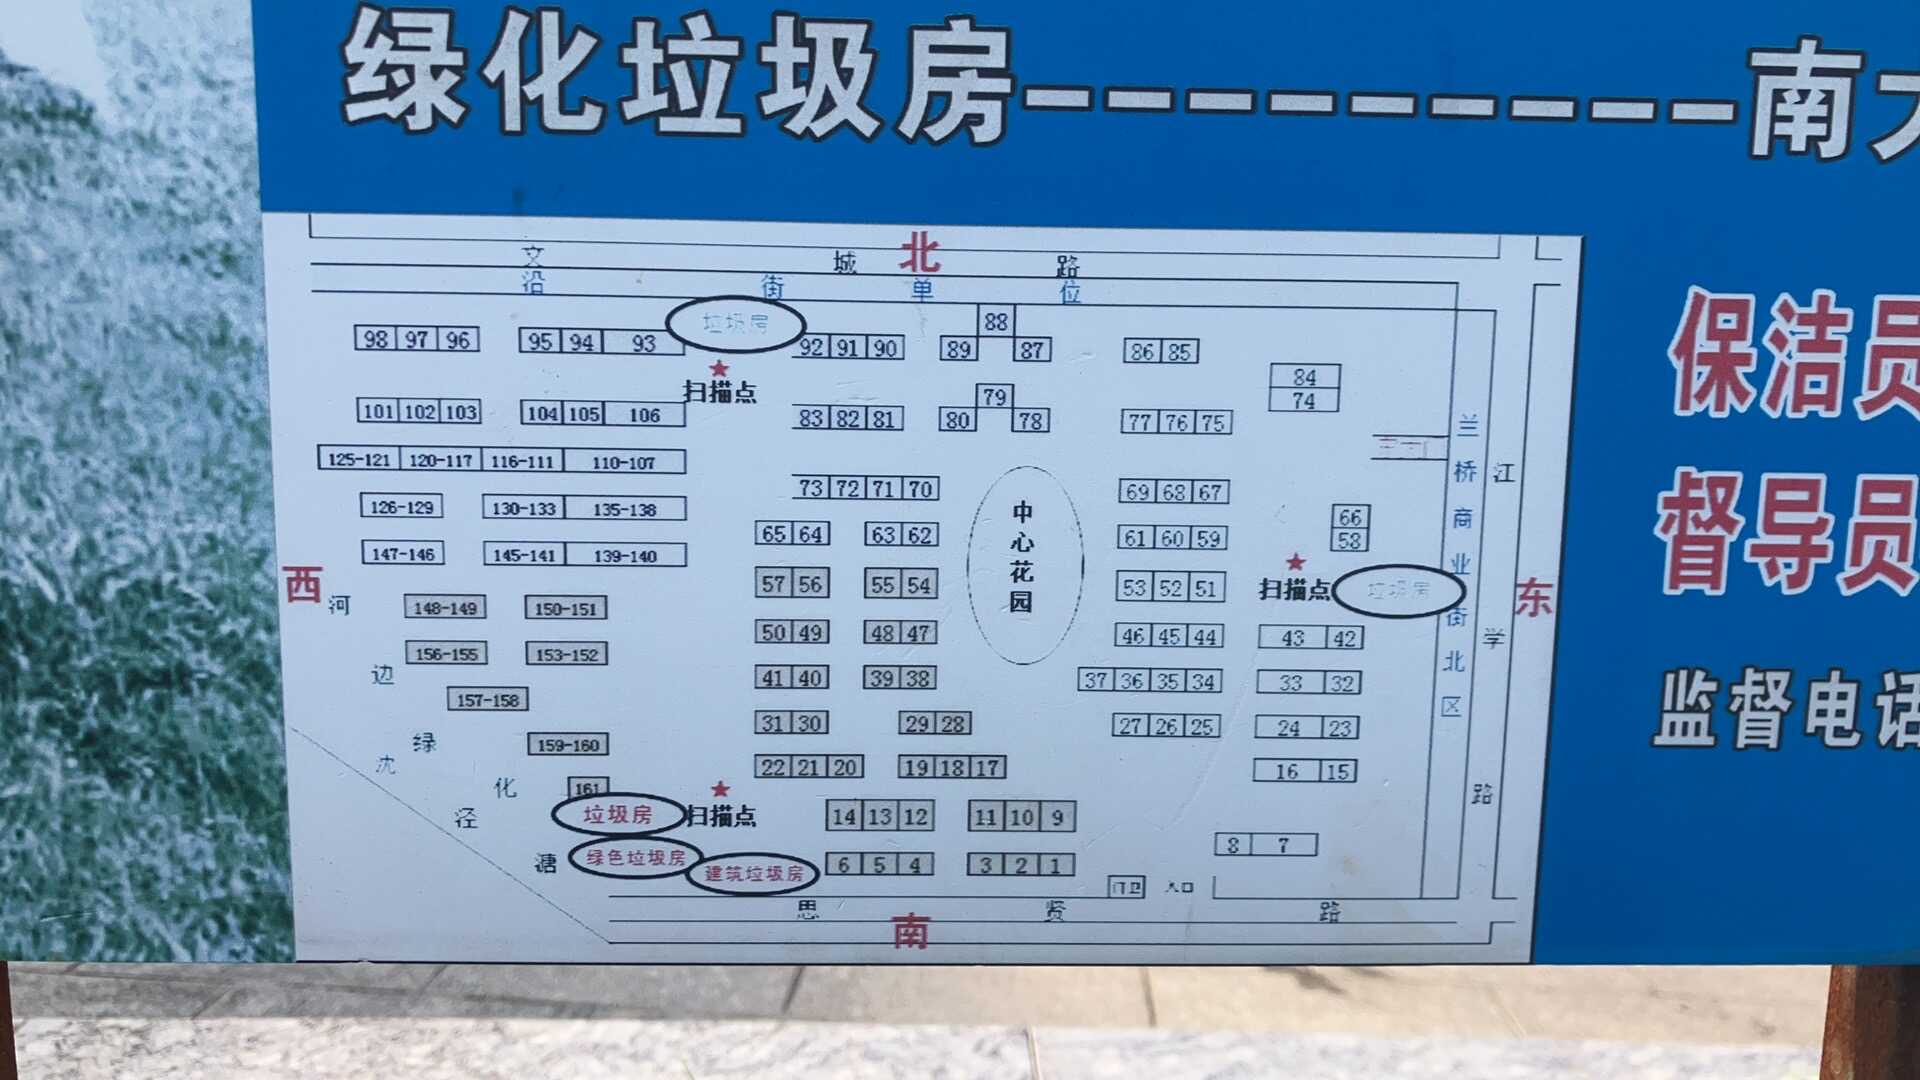 绿化垃圾房---------南大
北
文 城 路
沿 街 单 位
垃圾房
88
98 97 96 95 94 93 92 91 90 89 87 86 85
扫描点
84
74
79
101 102 103 104 105 106 83 82 81 80 78 77 76 75
125-121 120-117 116-111 110-107
73 72 71 70 69 68 67
126-129 130-133 135-138
66
58
65 64 63 62 61 60 59
147-146 145-141 139-140
中心花园
57 56 55 54 53 52 51
扫描点 垃圾房
西
东
148-149 150-151
50 49 48 47 46 45 44 43 42
156-155 153-152
41 40 39 38 37 36 35 34 33 32
157-158
31 30 29 28 27 26 25 24 23
159-160
22 21 20 19 18 17 16 15
161
垃圾房 扫描点
14 13 12 11 10 9
8 7
绿色垃圾房 建筑垃圾房
6 5 4 3 2 1
门卫 入口
河边绿化
沈泾溏
兰桥商业街北区
江学路
思 贤 路
南
保洁员
督导员
监督电话